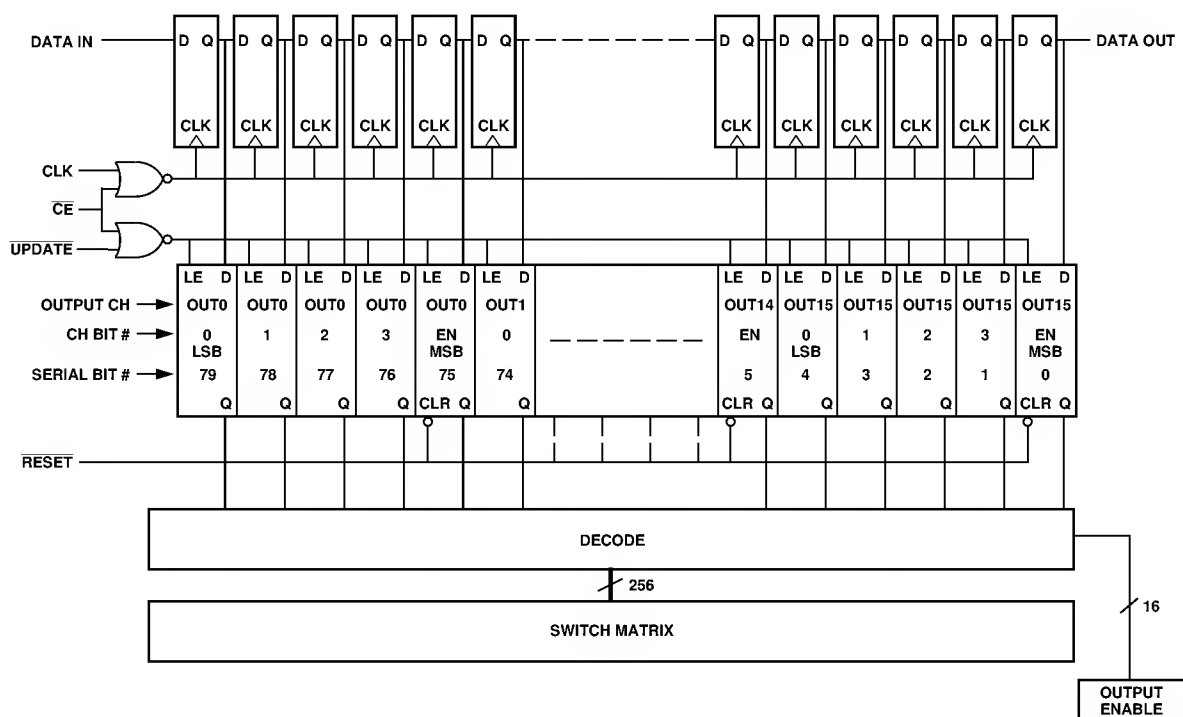 D Q D Q D Q D Q D Q D Q D Q D Q D Q D Q D Q D Q
DATA IN
DATA OUT
CLK CLK CLK CLK CLK CLK CLK CLK CLK CLK CLK CLK
CLK
CE
UPDATE
LE D LE D LE D LE D LE D LE D LE D LE D LE D LE D LE D LE D
OUTPUT CH OUT0 OUT0 OUT0 OUT0 OUT0 OUT1 OUT14 OUT15 OUT15 OUT15 OUT15 OUT15
CH BIT # 0 1 2 3 EN 0 EN 0 1 2 3 EN
LSB MSB LSB MSB
SERIAL BIT # 79 78 77 76 75 74 5 4 3 2 1 0
Q Q Q Q CLR Q Q CLR Q Q Q Q Q CLR Q
RESET
DECODE
256
16
SWITCH MATRIX
OUTPUT
ENABLE